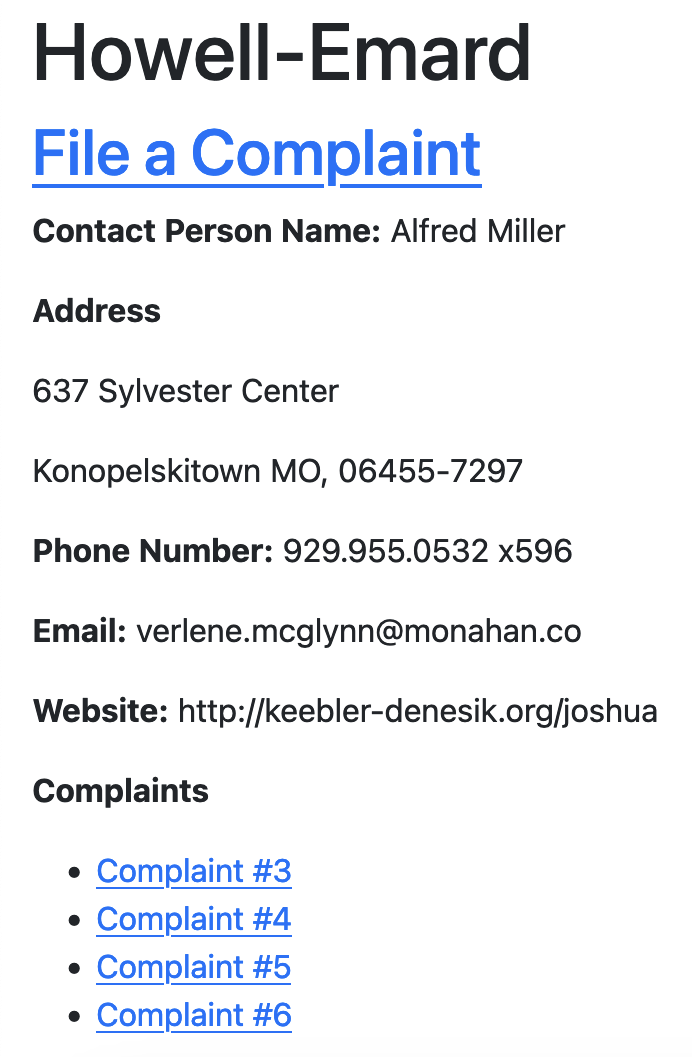 Howell-Emard
File a Complaint
Contact Person Name: Alfred Miller
Address
637 Sylvester Center
Konopelskitown MO, 06455-7297
Phone Number: 929.955.0532 x596
Email: verlene.mcglynn@monahan.co
Website: http://keebler-denesik.org/joshua
Complaints
• Complaint #3
• Complaint #4
• Complaint #5
• Complaint #6